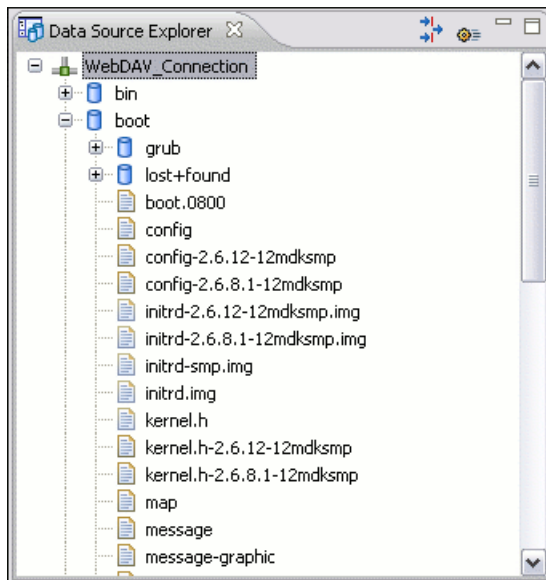 Data Source Explorer
WebDAV_Connection
bin
boot
grub
lost+found
boot.0800
config
config-2.6.12-12mdksmp
config-2.6.8.1-12mdksmp
initrd-2.6.12-12mdksmp.img
initrd-2.6.8.1-12mdksmp.img
initrd-smp.img
initrd.img
kernel.h
kernel.h-2.6.12-12mdksmp
kernel.h-2.6.8.1-12mdksmp
map
message
message-graphic